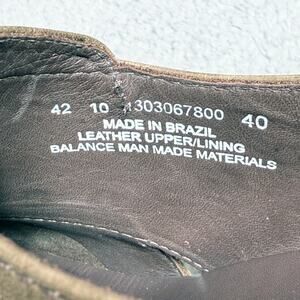 42 10 1303067800 40
MADE IN BRAZIL
LEATHER UPPER/LINING
BALANCE MAN MADE MATERIALS